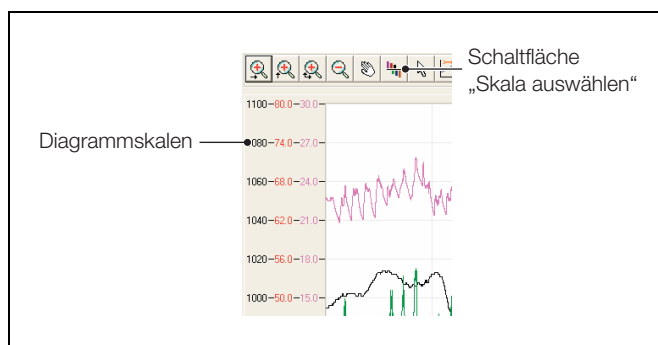 Schaltfläche
„Skala auswählen“
Diagrammskalen
1100-80.0-30.0-
080-74.0-27.0-
1060-68.0-24.0-
1040-62.0-21.0-
1020-56.0-18.0-
1000-50.0-15.0-